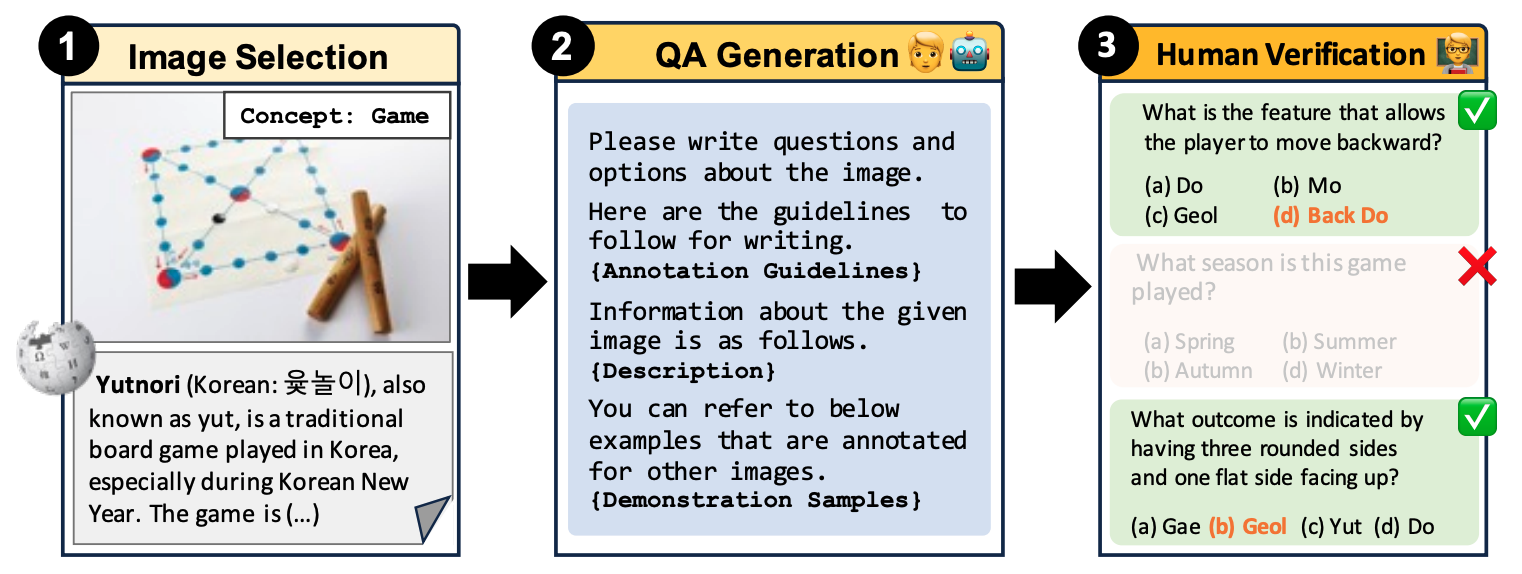 1 Image Selection
Concept: Game
Yutnori (Korean: 윷놀이), also
known as yut, is a traditional
board game played in Korea,
especially during Korean New
Year. The game is (...)
2 QA Generation
Please write questions and
options about the image.
Here are the guidelines to
follow for writing.
{Annotation Guidelines}
Information about the given
image is as follows.
{Description}
You can refer to below
examples that are annotated
for other images.
{Demonstration Samples}
3 Human Verification
What is the feature that allows
the player to move backward?
(a) Do (b) Mo
(c) Geol (d) Back Do
What season is this game
played?
(a) Spring (b) Summer
(b) Autumn (d) Winter
What outcome is indicated by
having three rounded sides
and one flat side facing up?
(a) Gae (b) Geol (c) Yut (d) Do